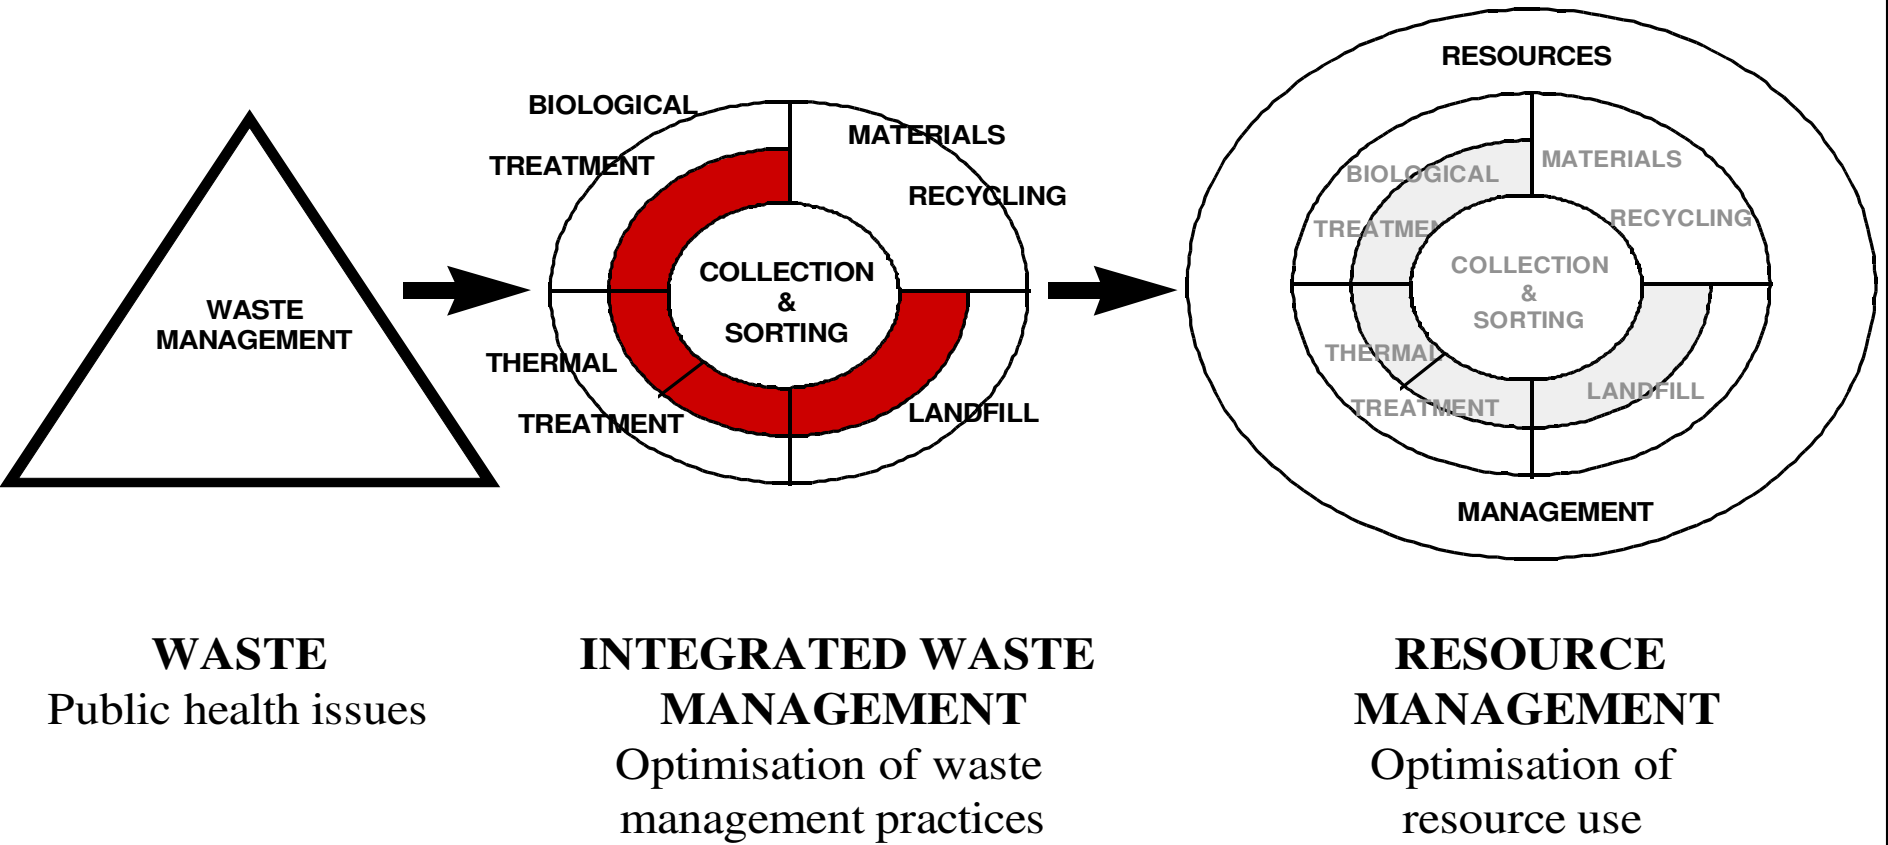 WASTE
MANAGEMENT
BIOLOGICAL
TREATMENT
MATERIALS
RECYCLING
COLLECTION
&
SORTING
THERMAL
TREATMENT
LANDFILL
RESOURCES
BIOLOGICAL
TREATMEN
MATERIALS
RECYCLING
COLLECTION
&
SORTING
THERMAL
TREATMENT
LANDFILL
MANAGEMENT
WASTE
Public health issues
INTEGRATED WASTE
MANAGEMENT
Optimisation of waste
management practices
RESOURCE
MANAGEMENT
Optimisation of
resource use